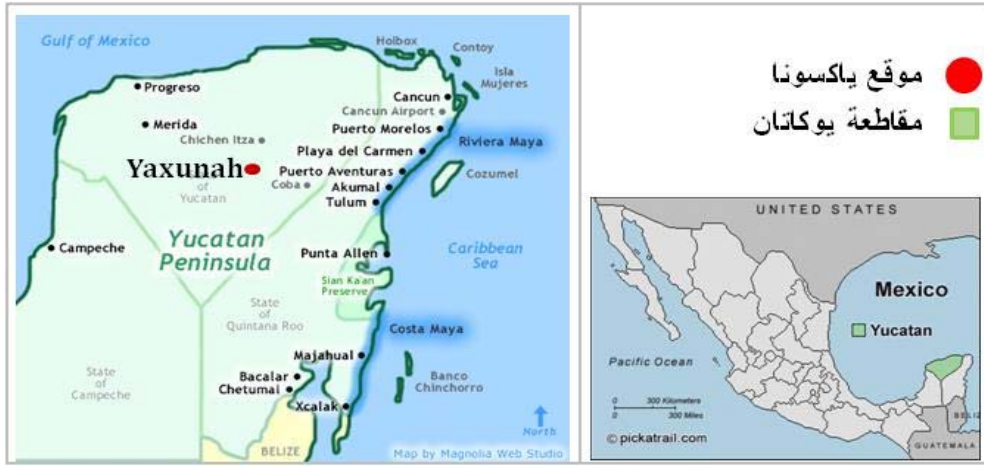 Gulf of Mexico
Holbox
Contoy
Isla
Mujeres
Progreso
Cancun
Cancun Airport
Merida
Puerto Morelos
Chichen Itza
Riviera Maya
Playa del Carmen
Yaxunah
Puerto Aventuras
Cozumel
State
of
Yucatan
Coba
Akumal
Tulum
Campeche
Yucatan
Peninsula
Punta Allen
Caribbean
Sea
Sian Ka'an
Preserve
State
of
Quintana Roo
Costa Maya
Majahual
State
of
Campeche
Bacalar
Chetumal
Banco
Chinchorro
Xcalak
BELIZE
North
Map by Magnolia Web Studio
موقع ياكسونا
مقاطعة يوكاتان
UNITED STATES
Mexico
Yucatan
Pacific Ocean
0 300 Kilometers
0 300 Miles
BELIZ
GUATEMALA
© pickatrail.com